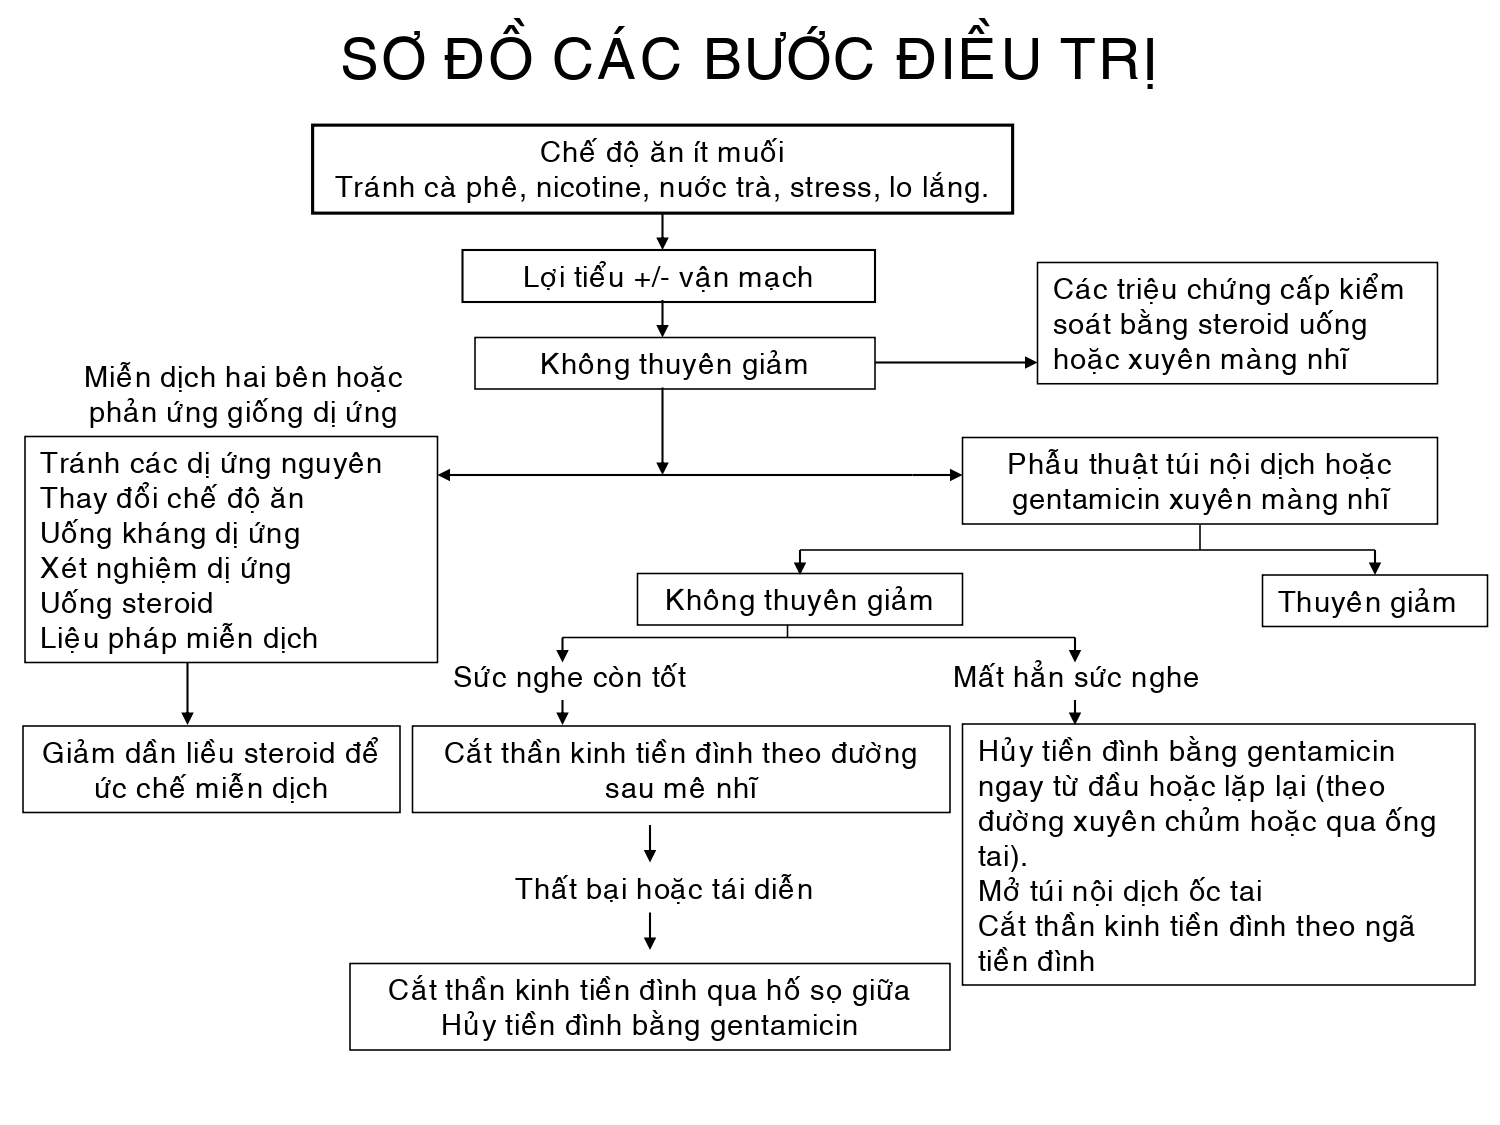 SƠ ĐỒ CÁC BƯỚC ĐIỀU TRỊ
Chế độ ăn ít muối
Tránh cà phê, nicotine, nước trà, stress, lo lắng.
Lợi tiểu +/- vận mạch
Các triệu chứng cấp kiểm
soát bằng steroid uống
hoặc xuyên màng nhĩ
Không thuyên giảm
Miễn dịch hai bên hoặc
phản ứng giống dị ứng
Tránh các dị ứng nguyên
Thay đổi chế độ ăn
Uống kháng dị ứng
Xét nghiệm dị ứng
Uống steroid
Liệu pháp miễn dịch
Phẫu thuật túi nội dịch hoặc
gentamicin xuyên màng nhĩ
Không thuyên giảm
Thuyên giảm
Sức nghe còn tốt
Mất hẳn sức nghe
Giảm dần liều steroid để
ức chế miễn dịch
Cắt thần kinh tiền đình theo đường
sau mê nhĩ
Hủy tiền đình bằng gentamicin
ngay từ đầu hoặc lặp lại (theo
đường xuyên chủm hoặc qua ống
tai).
Mở túi nội dịch ốc tai
Cắt thần kinh tiền đình theo ngã
tiền đình
Thất bại hoặc tái diễn
Cắt thần kinh tiền đình qua hố sọ giữa
Hủy tiền đình bằng gentamicin